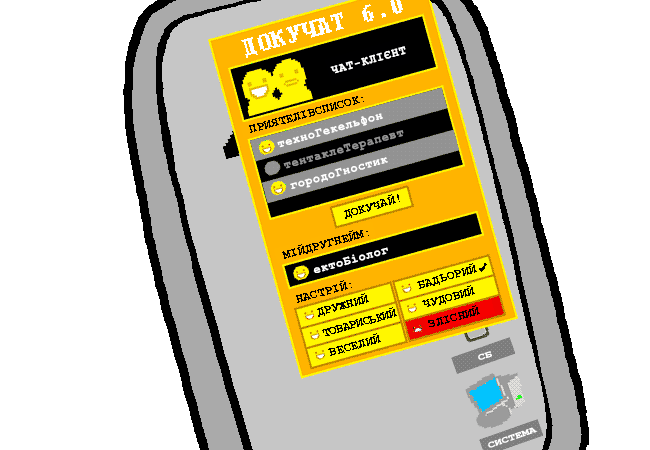 ДОКУЧАТ 6.0
ЧАТ-КЛІЄНТ
ПРИЯТЕЛІВСПИСОК:
техноГекельфон
тентаклеТерапевт
городоГностик
ДОКУЧАЙ!
МІЙДРУГНЕЙМ:
ектоБіолог
НАСТРІЙ:
ДРУЖНИЙ
БАДЬОРИЙ
ТОВАРИСЬКИЙ
ЧУДОВИЙ
ВЕСЕЛИЙ
ЗЛІСНИЙ
СБ
СИСТЕМА